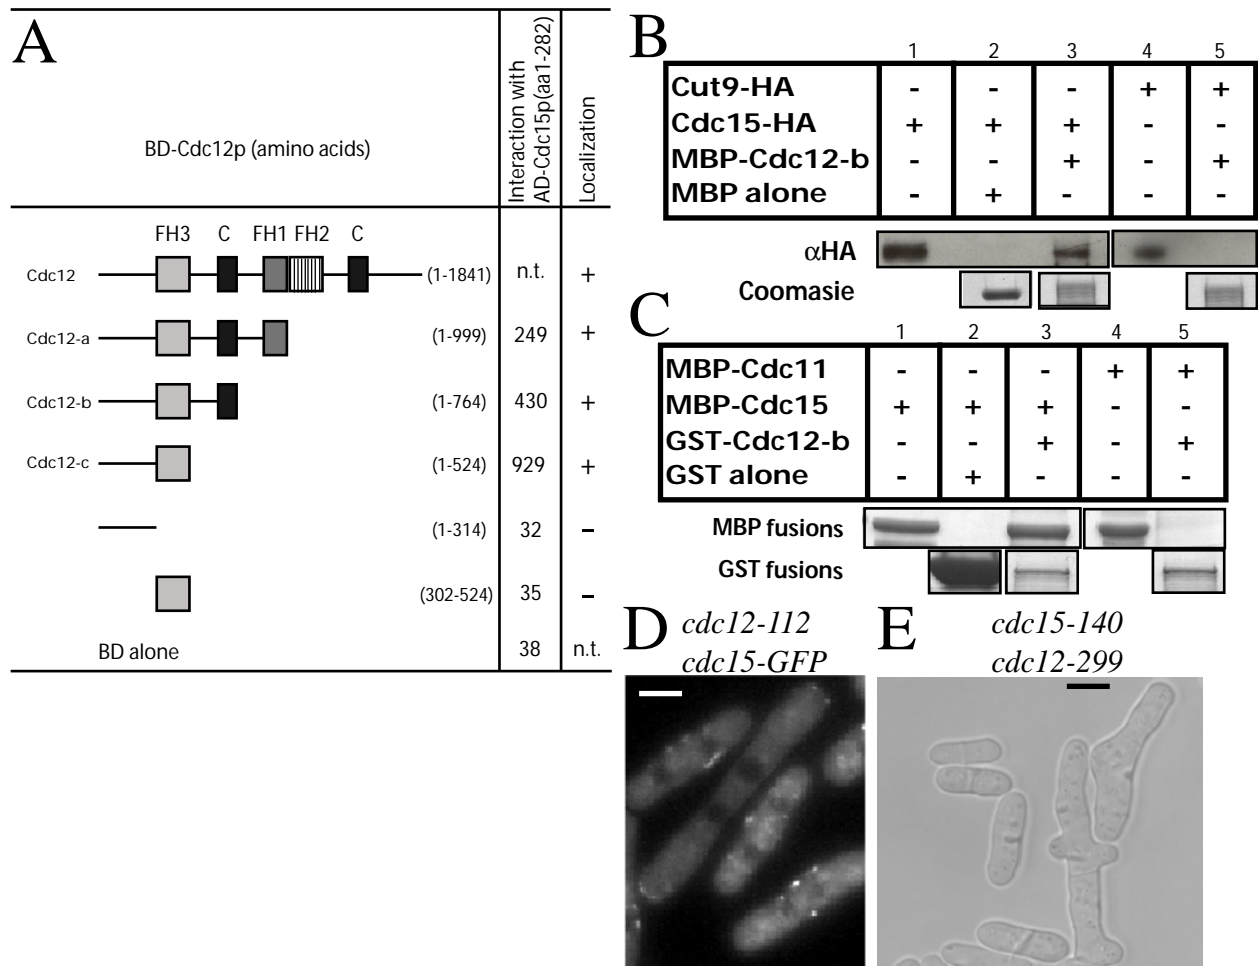 A
BD-Cdc12p (amino acids)
Interaction with
AD-Cdc15p(aa1-282)
Localization
FH3 C FH1 FH2 C
Cdc12 (1-1841) n.t. +
Cdc12-a (1-999) 249 +
Cdc12-b (1-764) 430 +
Cdc12-c (1-524) 929 +
(1-314) 32 –
(302-524) 35 –
BD alone 38 n.t.
B
1 2 3 4 5
Cut9-HA - - - + +
Cdc15-HA + + + - -
MBP-Cdc12-b - - + - +
MBP alone - + - - -
αHA
Coomasie
C
1 2 3 4 5
MBP-Cdc11 - - - + +
MBP-Cdc15 + + + - -
GST-Cdc12-b - - + - +
GST alone - + - - -
MBP fusions
GST fusions
D
cdc12-112
cdc15-GFP
E
cdc15-140
cdc12-299